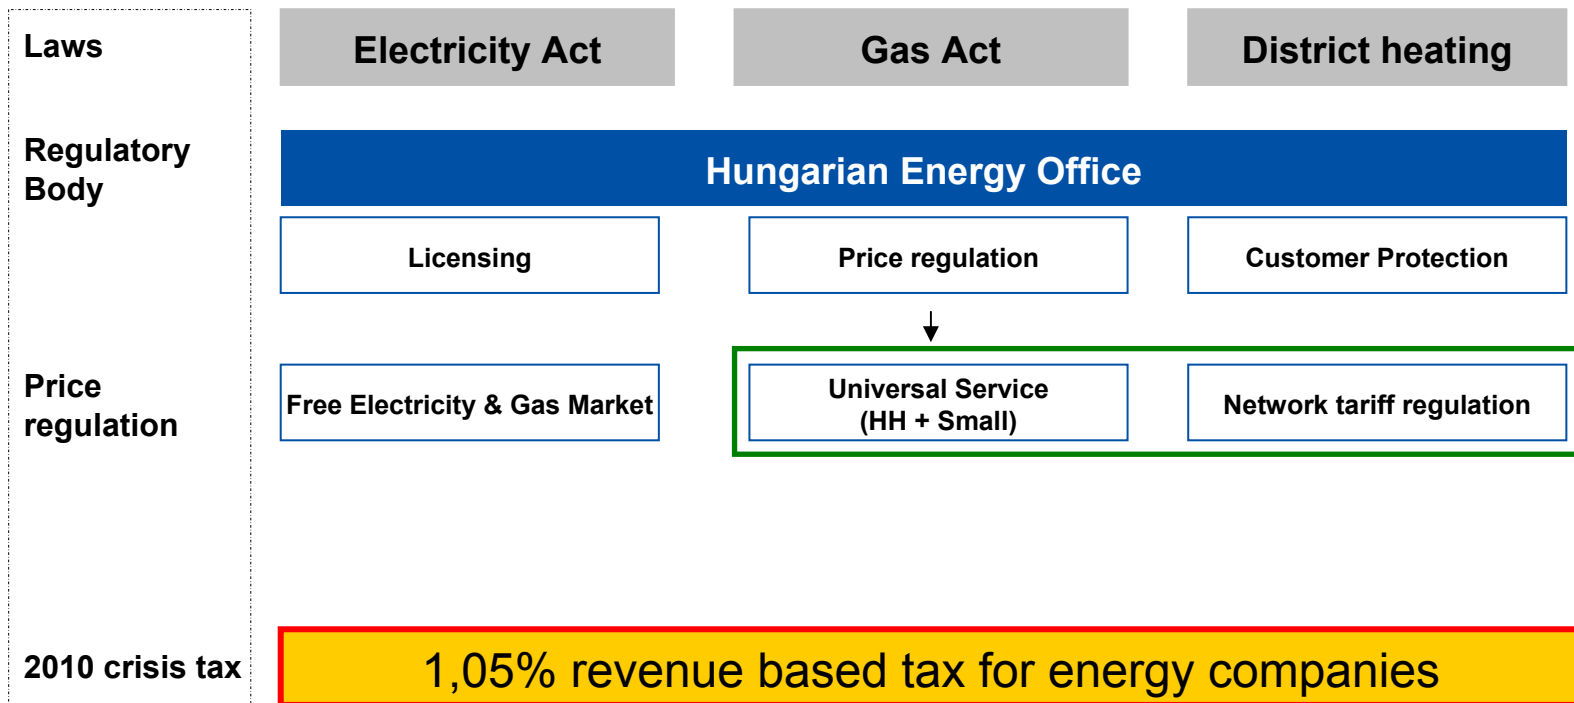 Laws
Electricity Act
Gas Act
District heating
Regulatory
Body
Hungarian Energy Office
Licensing
Price regulation
Customer Protection
Price
regulation
Free Electricity & Gas Market
Universal Service
(HH + Small)
Network tariff regulation
2010 crisis tax
1,05% revenue based tax for energy companies